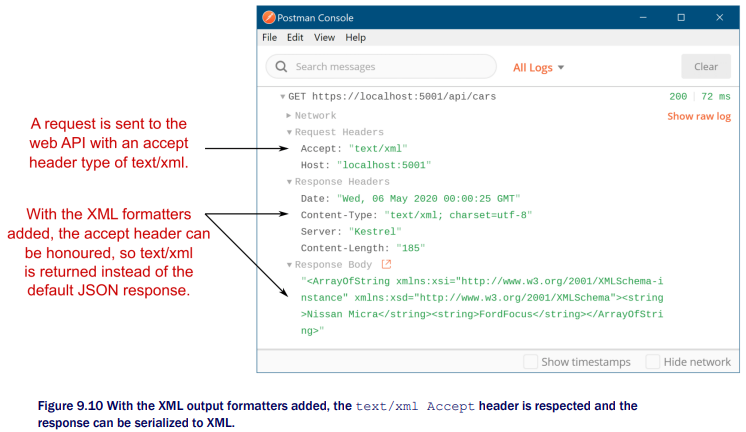 Postman Console
File Edit View Help
Search messages
All Logs
Clear
GET https://localhost:5001/api/cars
200 | 72 ms
Network
Show raw log
Request Headers
Accept: "text/xml"
Host: "localhost:5001"
Response Headers
Date: "Wed, 06 May 2020 00:00:25 GMT"
Content-Type: "text/xml; charset=utf-8"
Server: "Kestrel"
Content-Length: "185"
Response Body
"<ArrayOfString xmlns:xsi="http://www.w3.org/2001/XMLSchema-i
nstance" xmlns:xsd="http://www.w3.org/2001/XMLSchema"><string
>Nissan Micra</string><string>FordFocus</string></ArrayOfStri
ng>"
Show timestamps
Hide network
A request is sent to the
web API with an accept
header type of text/xml.
With the XML formatters
added, the accept header can
be honoured, so text/xml
is returned instead of the
default JSON response.
Figure 9.10 With the XML output formatters added, the text/xml Accept header is respected and the
response can be serialized to XML.